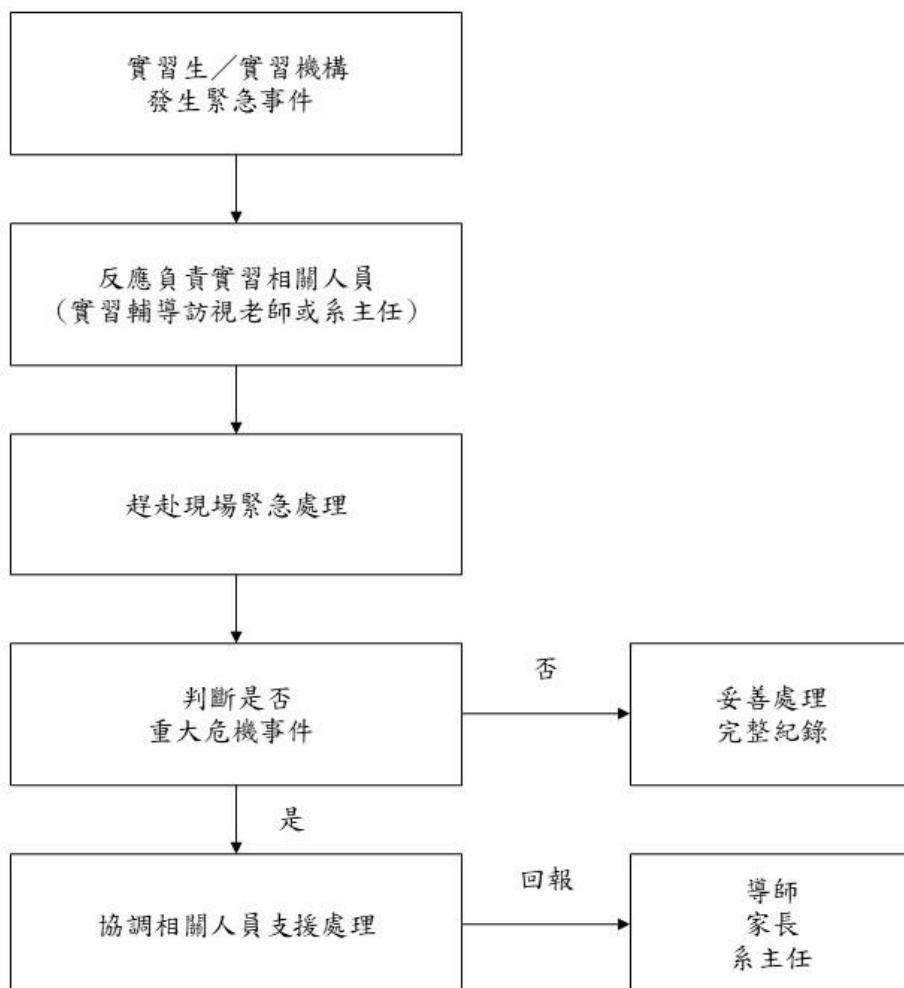 實習生／實習機構
發生緊急事件
反應負責實習相關人員
（實習輔導訪視老師或系主任）
趕赴現場緊急處理
判斷是否
重大危機事件
否
妥善處理
完整紀錄
是
協調相關人員支援處理
回報
導師
家長
系主任